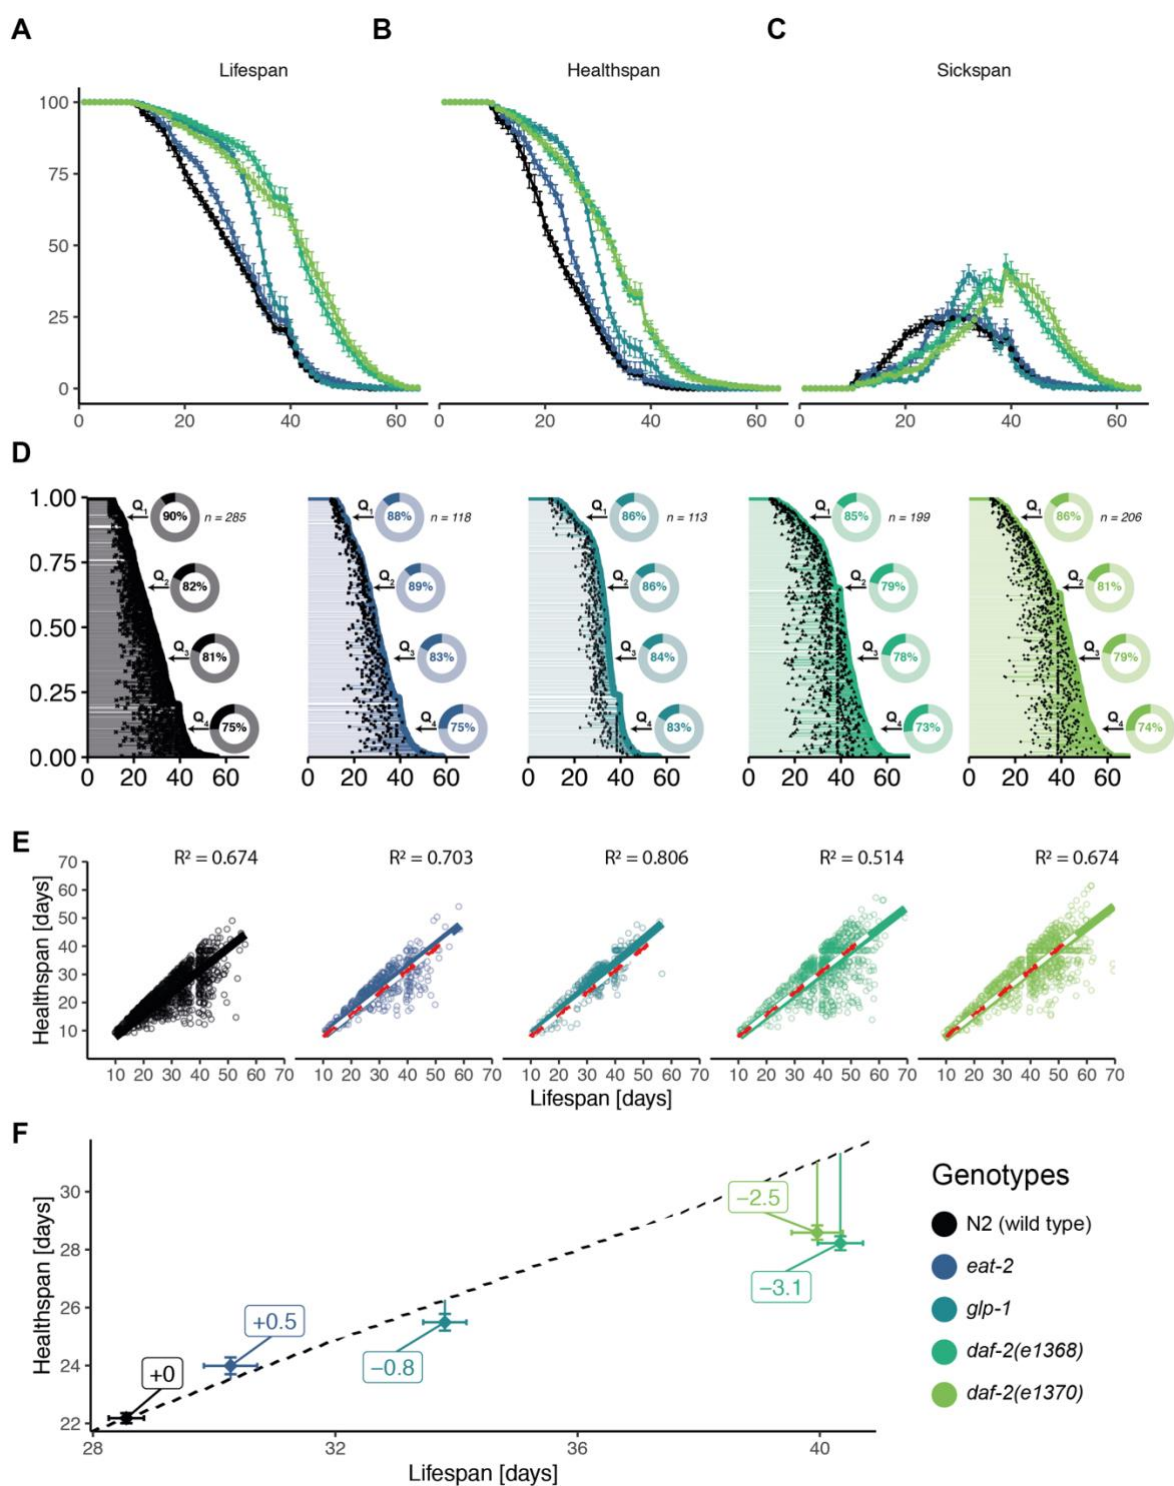 A
B
C
Lifespan
Healthspan
Sickspan
100
75
50
25
0
0 20 40 60
0 20 40 60
0 20 40 60
D
1.00
0.75
0.50
0.25
0.00
Q1 90% n = 285
Q2 82%
Q3 81%
Q4 75%
0 20 40 60
Q1 88% n = 118
Q2 89%
Q3 83%
Q4 75%
0 20 40 60
Q1 86% n = 113
Q2 86%
Q3 84%
Q4 83%
0 20 40 60
Q1 85% n = 199
Q2 79%
Q3 78%
Q4 73%
0 20 40 60
Q1 86% n = 206
Q2 81%
Q3 79%
Q4 74%
0 20 40 60
E
R² = 0.674
R² = 0.703
R² = 0.806
R² = 0.514
R² = 0.674
Healthspan [days]
70
60
50
40
30
20
10
10 20 30 40 50 60 70
10 20 30 40 50 60 70
10 20 30 40 50 60 70
10 20 30 40 50 60 70
10 20 30 40 50 60 70
Lifespan [days]
F
Healthspan [days]
30
28
26
24
22
+0
+0.5
−0.8
−2.5
−3.1
28 32 36 40
Lifespan [days]
Genotypes
N2 (wild type)
eat-2
glp-1
daf-2(e1368)
daf-2(e1370)